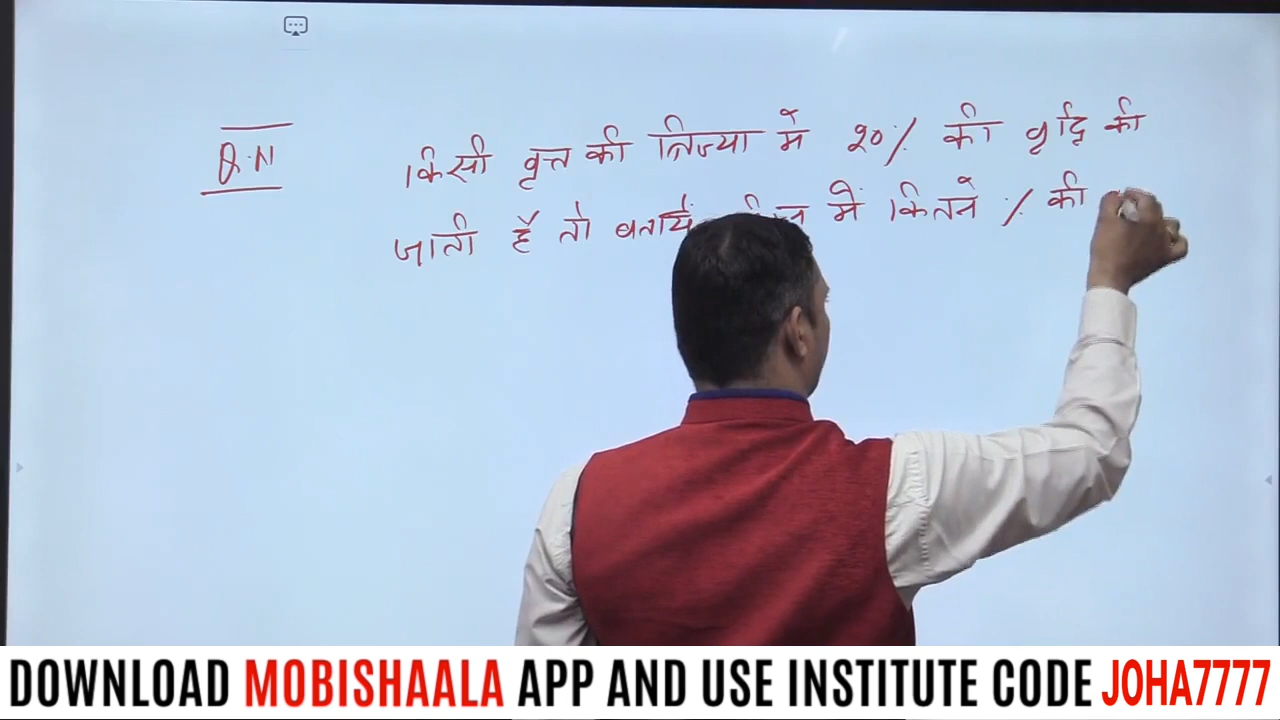 Q.N
किसी वृत्त की त्रिज्या में 20% की वृद्धि की
जाती है तो बताये में कितने % की
DOWNLOAD MOBISHAALA APP AND USE INSTITUTE CODE JOHA7777